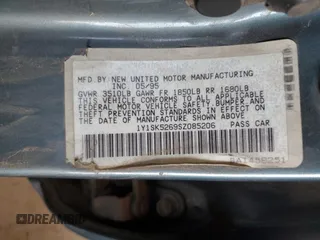 MFD BY NEW UNITED MOTOR MANUFACTURING
INC. 05/95
GVWR 3510LB GAWR FR 1850LB RR 1680LB
THIS VEHICLE CONFORMS TO ALL APPLICABLE
FEDERAL MOTOR VEHICLE SAFETY, BUMPER AND
THEFT PREVENTION STANDARDS IN EFFECT ON
THE DATE OF MANUFACTURE SHOWN ABOVE.
1Y1SK5269SZ085206 PASS CAR
DREAMBID